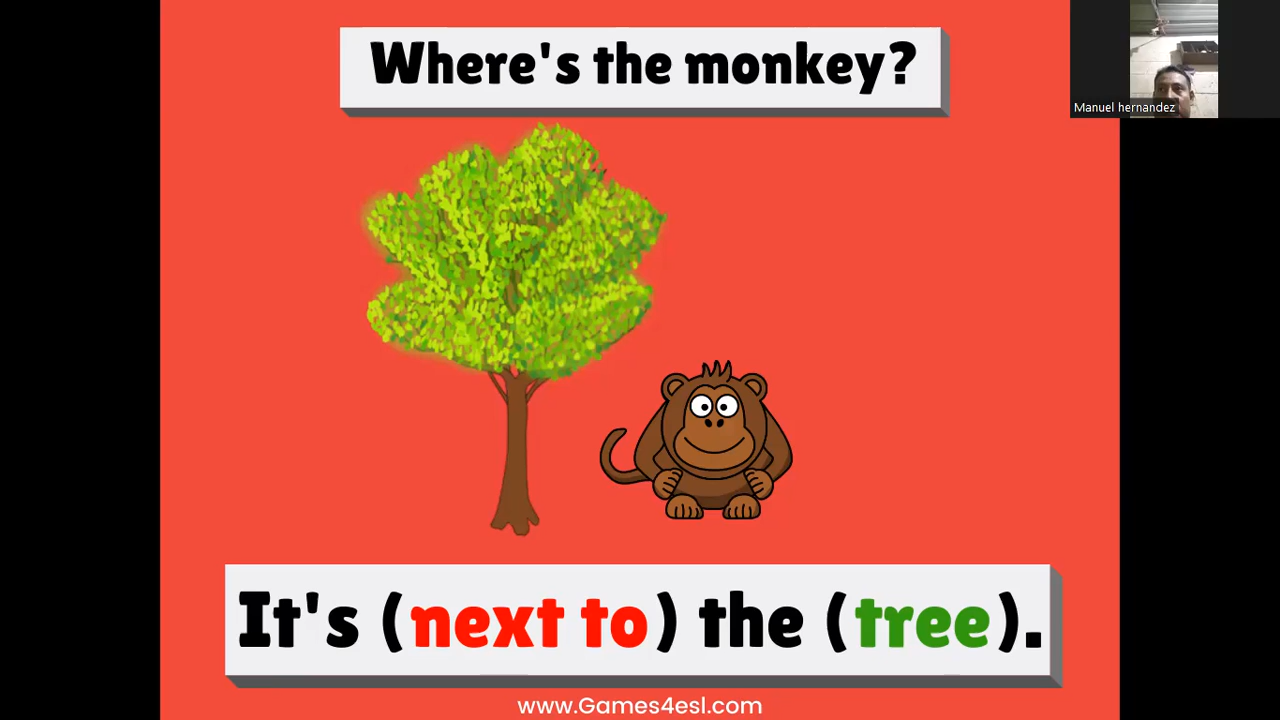 Where's the monkey?
Manuel hernandez
It's (next to) the (tree).
www.Games4esl.com